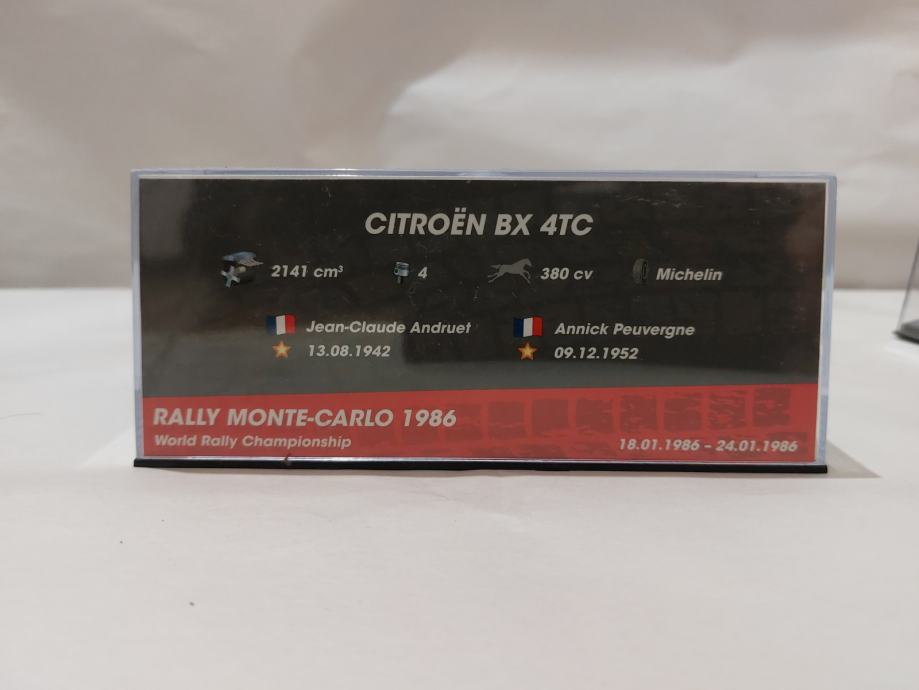 CITROËN BX 4TC
2141 cm³ 4 380 cv Michelin
Jean-Claude Andruet Annick Peuvergne
13.08.1942 09.12.1952
RALLY MONTE-CARLO 1986
World Rally Championship 18.01.1986 - 24.01.1986